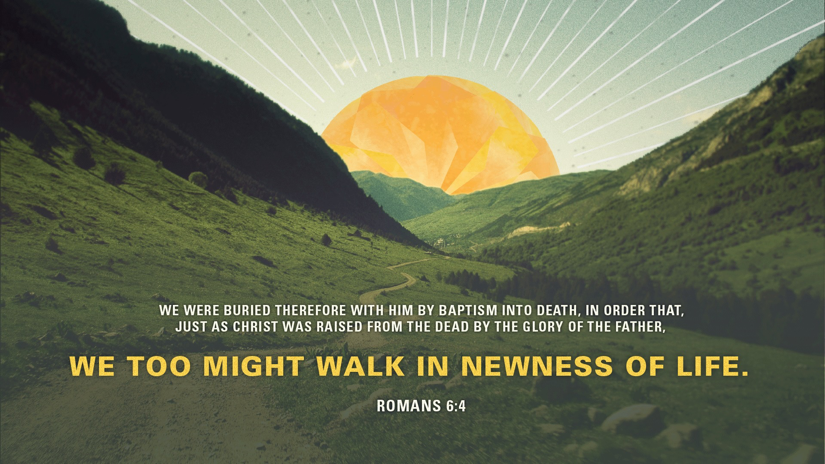 WE WERE BURIED THEREFORE WITH HIM BY BAPTISM INTO DEATH, IN ORDER THAT,
JUST AS CHRIST WAS RAISED FROM THE DEAD BY THE GLORY OF THE FATHER,
WE TOO MIGHT WALK IN NEWNESS OF LIFE.
ROMANS 6:4